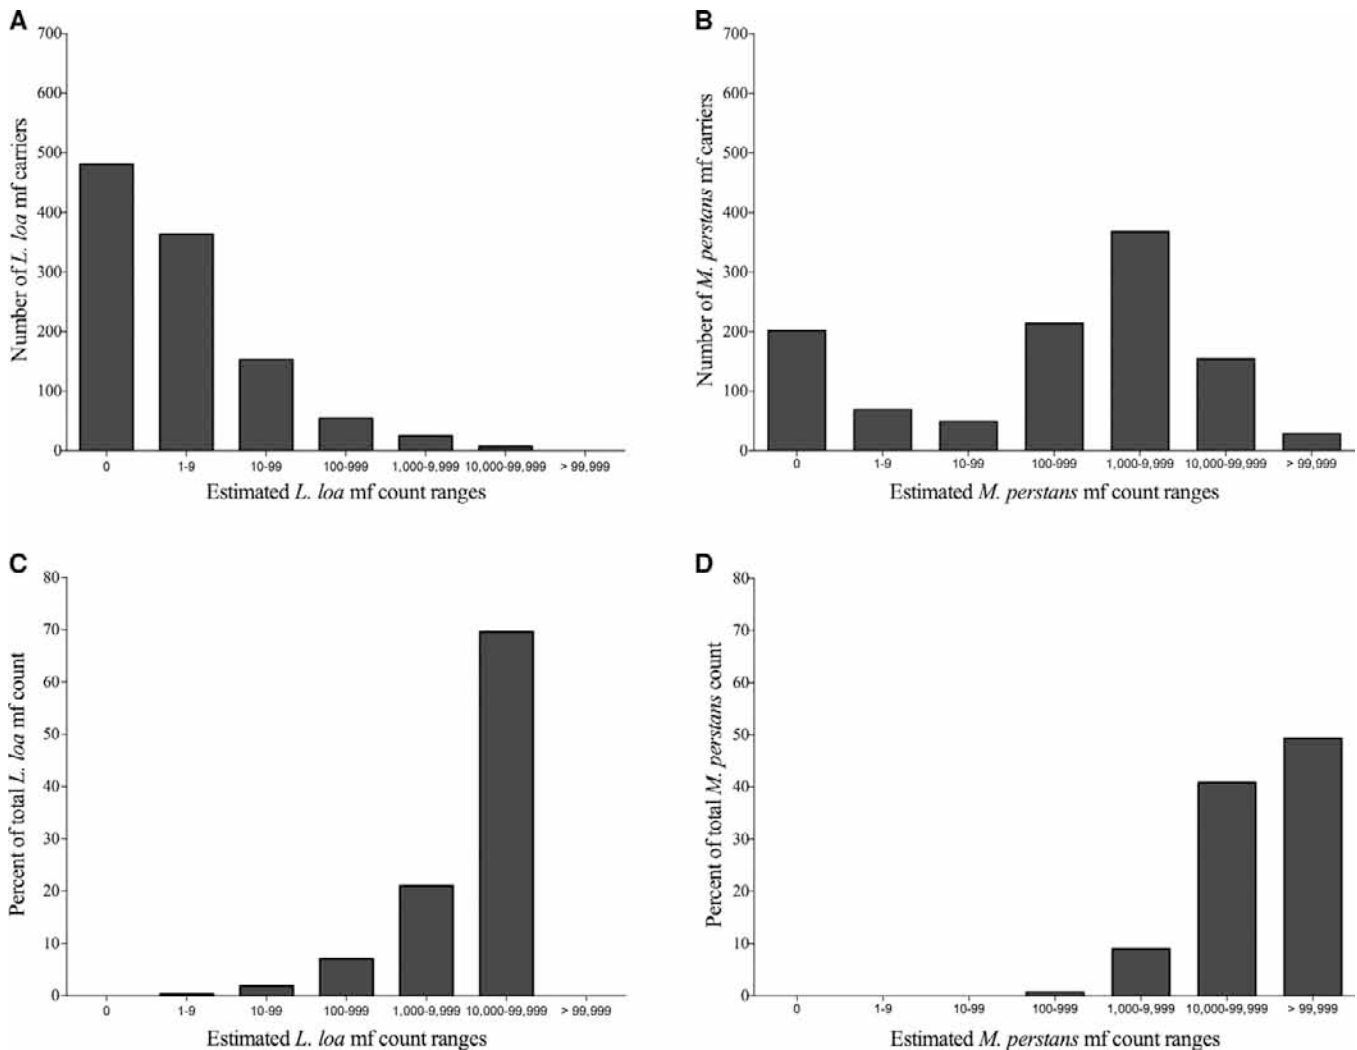 A
700
600
500
400
300
200
100
0
Number of L. loa mf carriers
0 1-9 10-99 100-999 1,000-9,999 10,000-99,999 > 99,999
Estimated L. loa mf count ranges
B
700
600
500
400
300
200
100
0
Number of M. perstans mf carriers
0 1-9 10-99 100-999 1,000-9,999 10,000-99,999 > 99,999
Estimated M. perstans mf count ranges
C
80
70
60
50
40
30
20
10
0
Percent of total L. loa mf count
0 1-9 10-99 100-999 1,000-9,999 10,000-99,999 > 99,999
Estimated L. loa mf count ranges
D
80
70
60
50
40
30
20
10
0
Percent of total M. perstans count
0 1-9 10-99 100-999 1,000-9,999 10,000-99,999 > 99,999
Estimated M. perstans mf count ranges